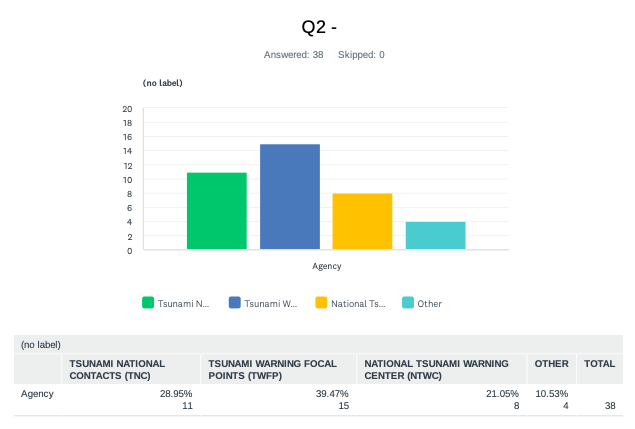 Q2 -
Answered: 38 Skipped: 0
(no label)
20
18
16
14
12
10
8
6
4
2
0
Agency
Tsunami N... Tsunami W... National Ts... Other
(no label)
TSUNAMI NATIONAL CONTACTS (TNC) TSUNAMI WARNING FOCAL POINTS (TWFP) NATIONAL TSUNAMI WARNING CENTER (NTWC) OTHER TOTAL
Agency 28.95% 39.47% 21.05% 10.53%
11 15 8 4 38